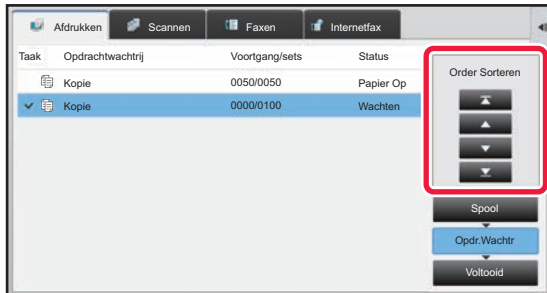 Afdrukken Scannen Faxen Internetfax
Taak Opdrachtwachtrij Voortgang/sets Status
Kopie 0050/0050 Papier Op
Kopie 0000/0100 Wachten
Order Sorteren
Spool
Opdr.Wachtr
Voltooid